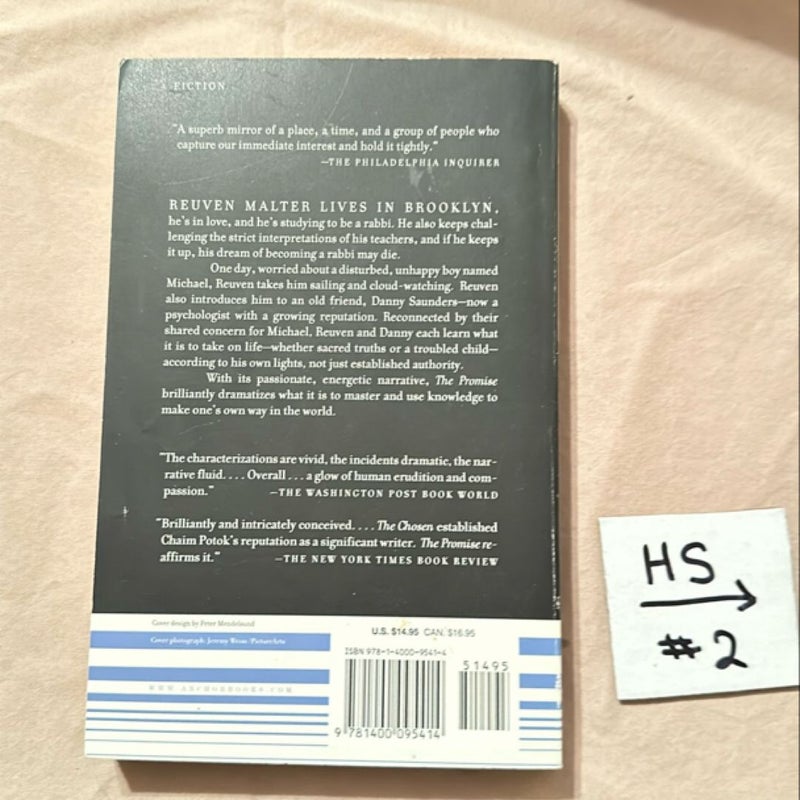 FICTION
"A superb mirror of a place, a time, and a group of people who
capture our immediate interest and hold it tightly."
—THE PHILADELPHIA INQUIRER
REUVEN MALTER LIVES IN BROOKLYN,
he's in love, and he's studying to be a rabbi. He also keeps chal-
lenging the strict interpretations of his teachers, and if he keeps
it up, his dream of becoming a rabbi may die.
One day, worried about a disturbed, unhappy boy named
Michael, Reuven takes him sailing and cloud-watching. Reuven
also introduces him to an old friend, Danny Saunders—now a
psychologist with a growing reputation. Reconnected by their
shared concern for Michael, Reuven and Danny each learn what
it is to take on life—whether sacred truths or a troubled child—
according to his own lights, not just established authority.
With its passionate, energetic narrative, The Promise
brilliantly dramatizes what it is to master and use knowledge to
make one's own way in the world.
"The characterizations are vivid, the incidents dramatic, the nar-
rative fluid. . . . Overall . . . a glow of human erudition and com-
passion." —THE WASHINGTON POST BOOK WORLD
"Brilliantly and intricately conceived. . . . The Chosen established
Chaim Potok's reputation as a significant writer. The Promise re-
affirms it." —THE NEW YORK TIMES BOOK REVIEW
Cover design by Peter Mendelsund
Cover photograph: Jeremy Woodhouse/
U.S. $14.95 CAN. $16.95
ISBN 978-1-4000-9541-4
51495
9 781400 095414
WWW.ANCHORBOOKS.COM
HS
#2